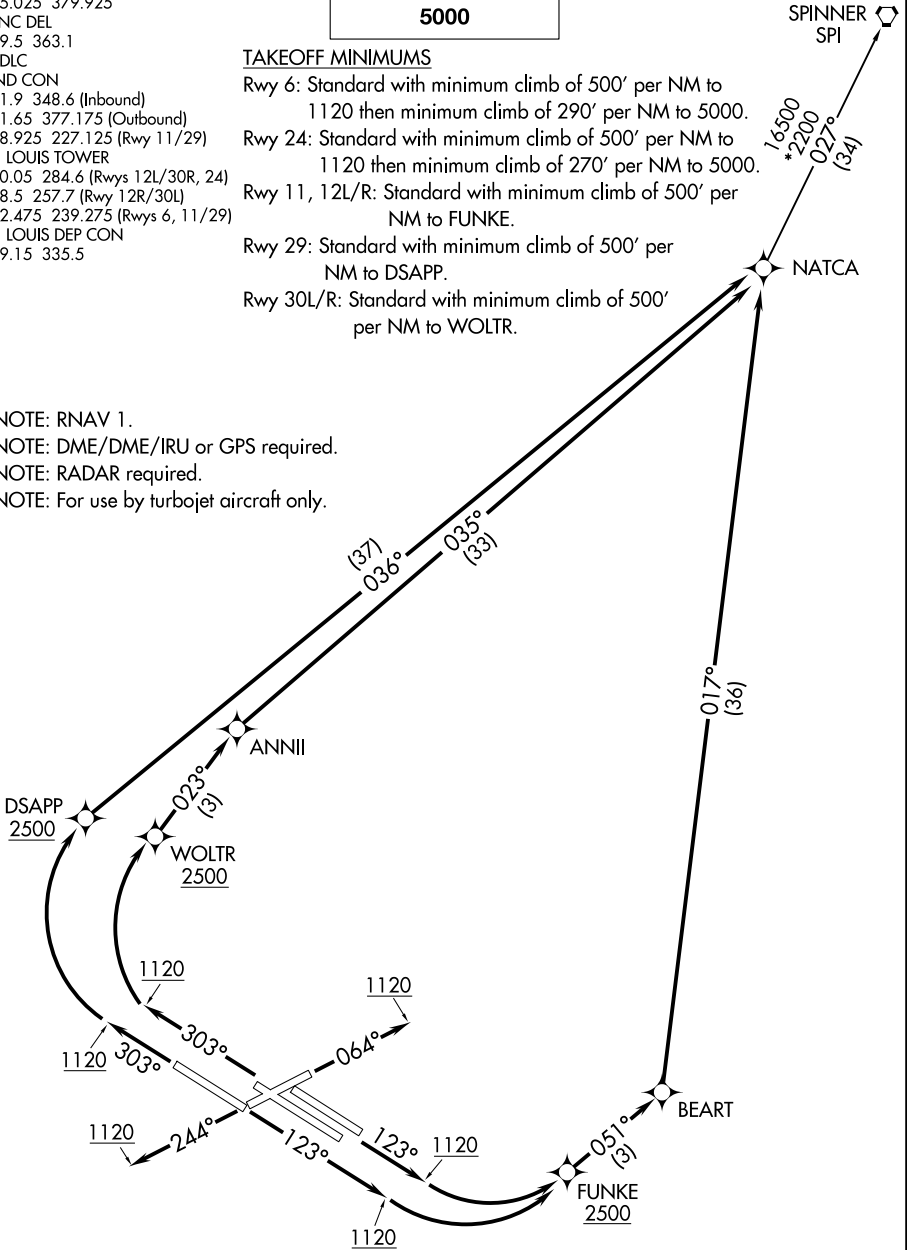 5.025 379.925
NC DEL
9.5 363.1
DLC
ND CON
1.9 348.6 (Inbound)
1.65 377.175 (Outbound)
8.925 227.125 (Rwy 11/29)
LOUIS TOWER
0.05 284.6 (Rwys 12L/30R, 24)
8.5 257.7 (Rwy 12R/30L)
2.475 239.275 (Rwys 6, 11/29)
LOUIS DEP CON
9.15 335.5
5000
TAKEOFF MINIMUMS
Rwy 6: Standard with minimum climb of 500' per NM to
1120 then minimum climb of 290' per NM to 5000.
Rwy 24: Standard with minimum climb of 500' per NM to
1120 then minimum climb of 270' per NM to 5000.
Rwy 11, 12L/R: Standard with minimum climb of 500' per
NM to FUNKE.
Rwy 29: Standard with minimum climb of 500' per
NM to DSAPP.
Rwy 30L/R: Standard with minimum climb of 500'
per NM to WOLTR.
SPINNER
SPI
16500
*2200
027°
(34)
NATCA
NOTE: RNAV 1.
NOTE: DME/DME/IRU or GPS required.
NOTE: RADAR required.
NOTE: For use by turbojet aircraft only.
(37)
036°
035°
(33)
017°
(36)
ANNII
023°
(3)
DSAPP
2500
WOLTR
2500
1120
1120
303°
1120
303°
064°
1120
244°
123°
123°
1120
1120
051°
(3)
BEART
FUNKE
2500